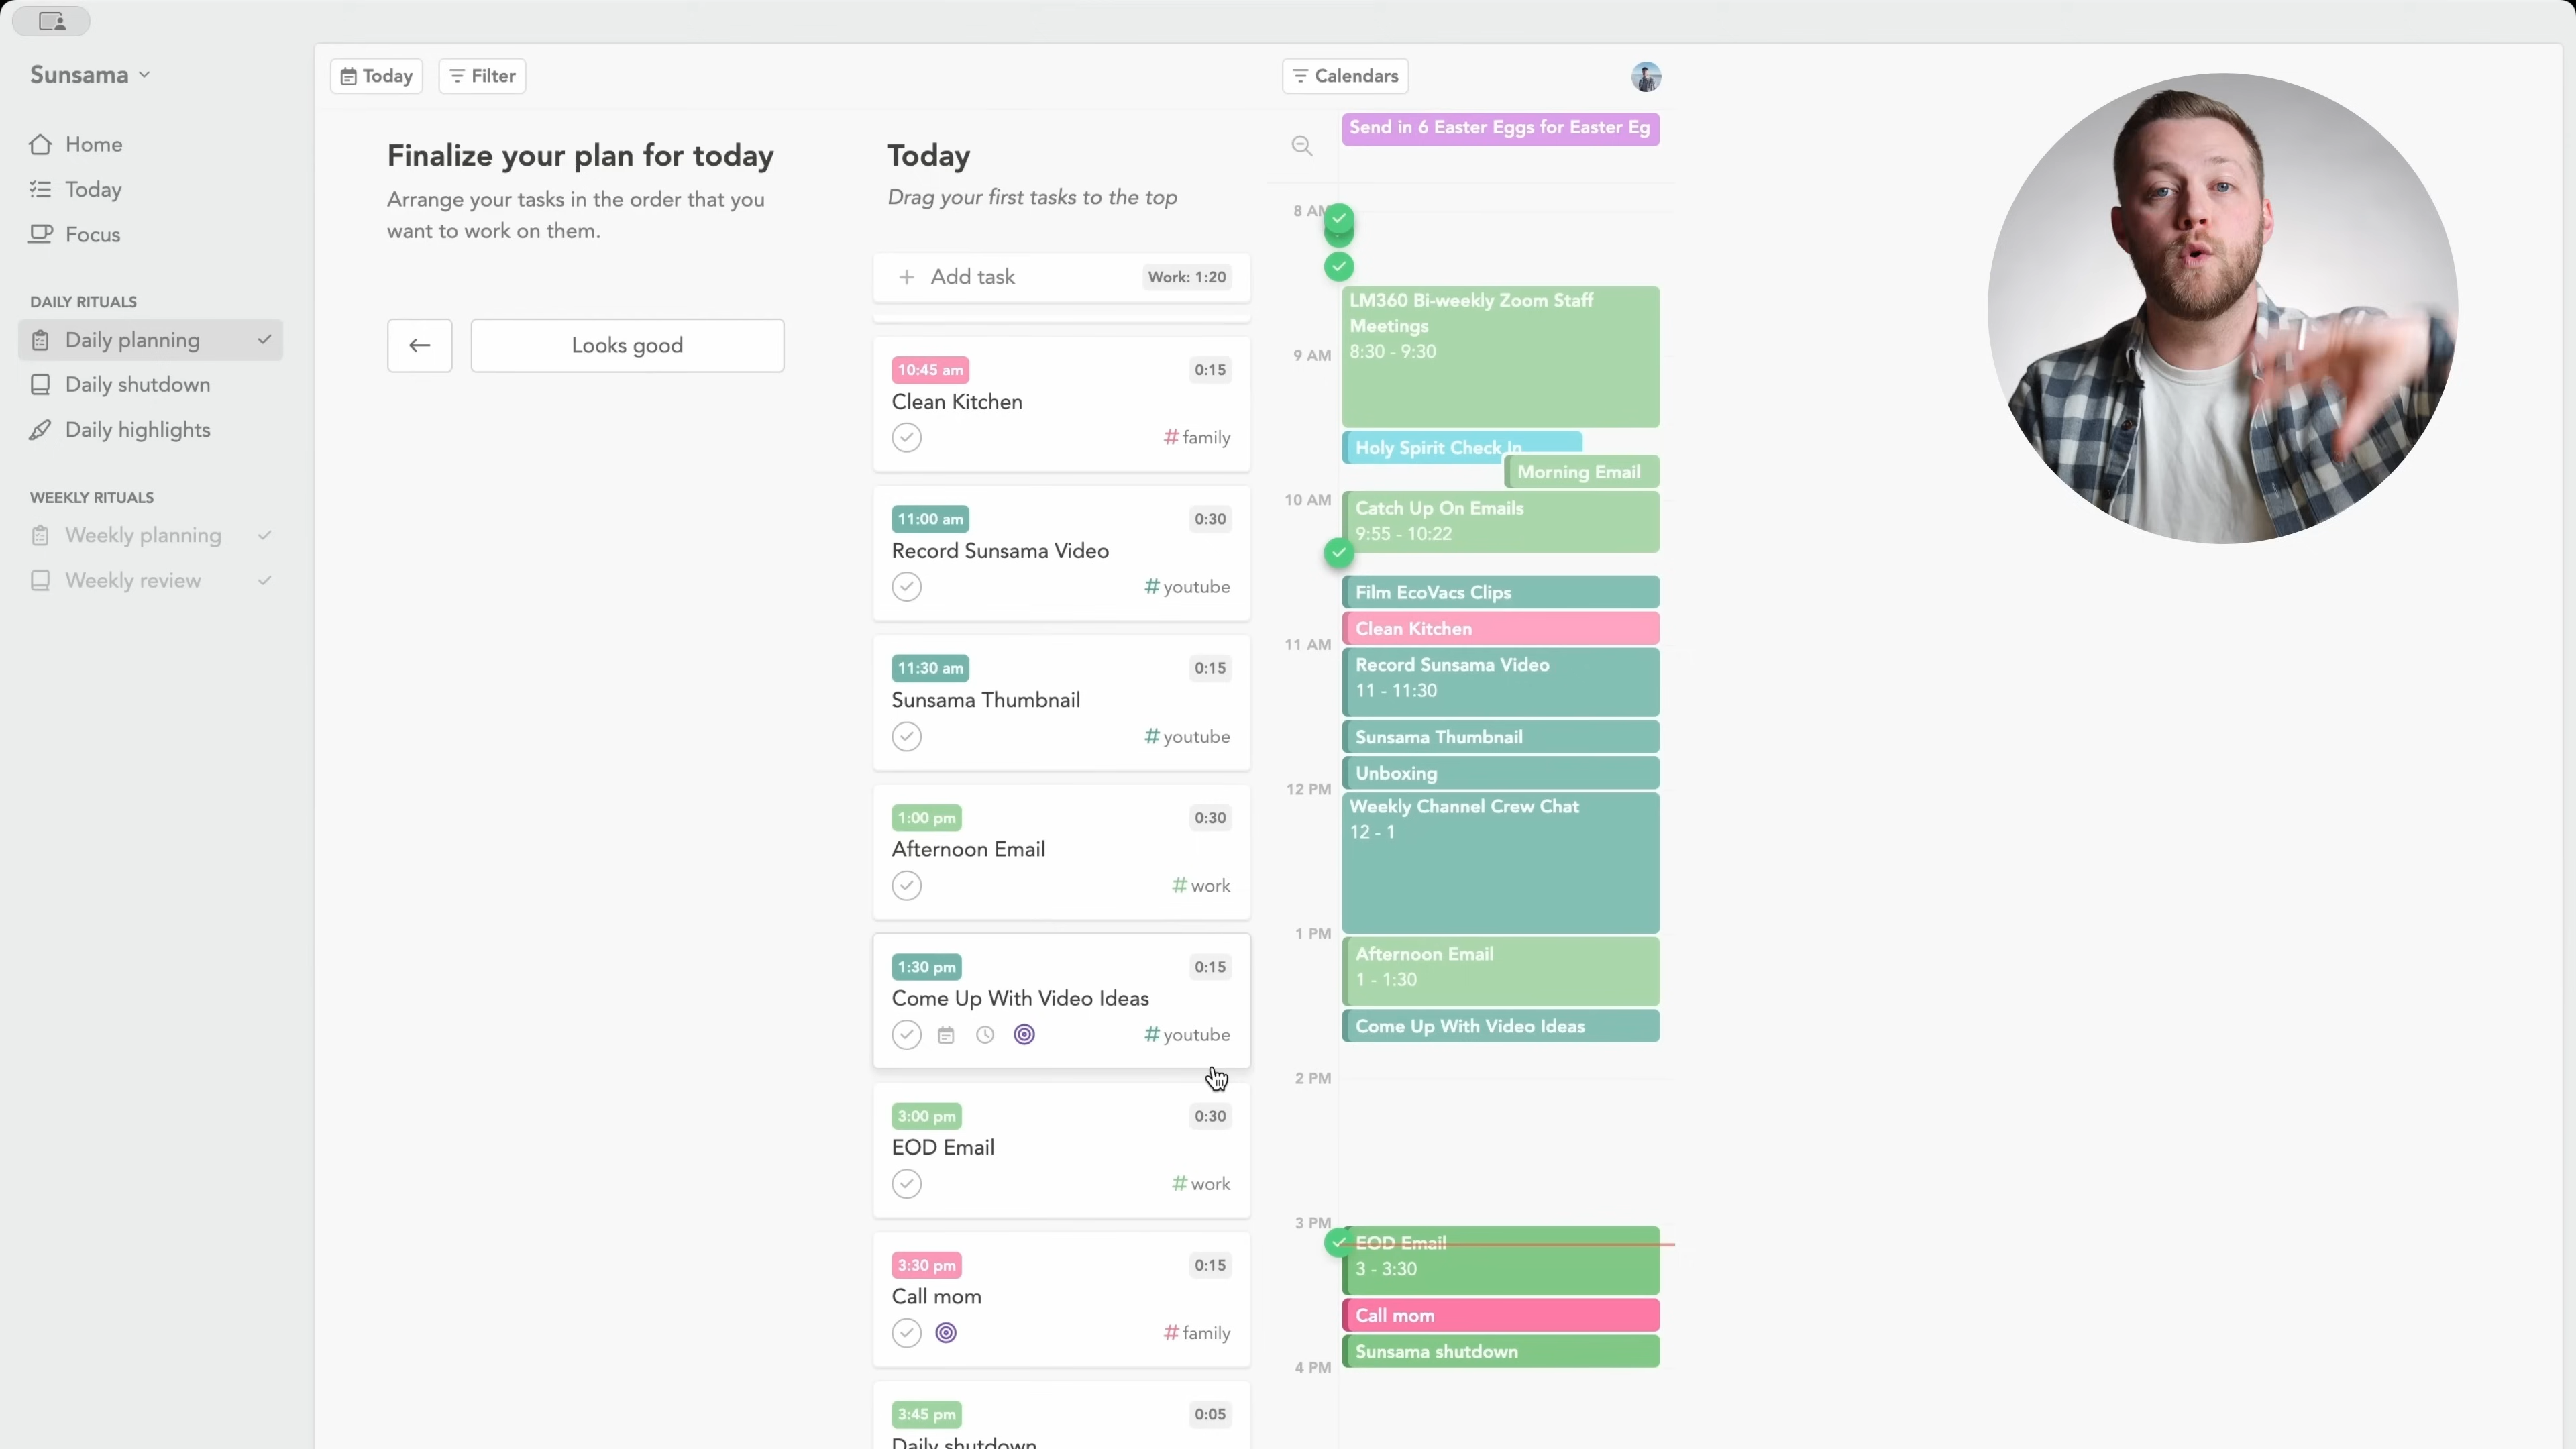 Sunsama
Home
Today
Focus
DAILY RITUALS
Daily planning
Daily shutdown
Daily highlights
WEEKLY RITUALS
Weekly planning
Weekly review
Today
Filter
Finalize your plan for today
Arrange your tasks in the order that you
want to work on them.
Looks good
Today
Drag your first tasks to the top
+ Add task
Work: 1:20
10:45 am
0:15
Clean Kitchen
# family
11:00 am
0:30
Record Sunsama Video
# youtube
11:30 am
0:15
Sunsama Thumbnail
# youtube
1:00 pm
0:30
Afternoon Email
# work
1:30 pm
0:15
Come Up With Video Ideas
# youtube
3:00 pm
0:30
EOD Email
# work
3:30 pm
0:15
Call mom
# family
3:45 pm
0:05
Daily shutdown
Calendars
Send in 6 Easter Eggs for Easter Eg
8 AM
LM360 Bi-weekly Zoom Staff
Meetings
8:30 - 9:30
9 AM
Holy Spirit Check In
Morning Email
10 AM
Catch Up On Emails
9:55 - 10:22
Film EcoVacs Clips
Clean Kitchen
11 AM
Record Sunsama Video
11 - 11:30
Sunsama Thumbnail
Unboxing
12 PM
Weekly Channel Crew Chat
12 - 1
1 PM
Afternoon Email
1 - 1:30
Come Up With Video Ideas
2 PM
3 PM
EOD Email
3 - 3:30
Call mom
Sunsama shutdown
4 PM